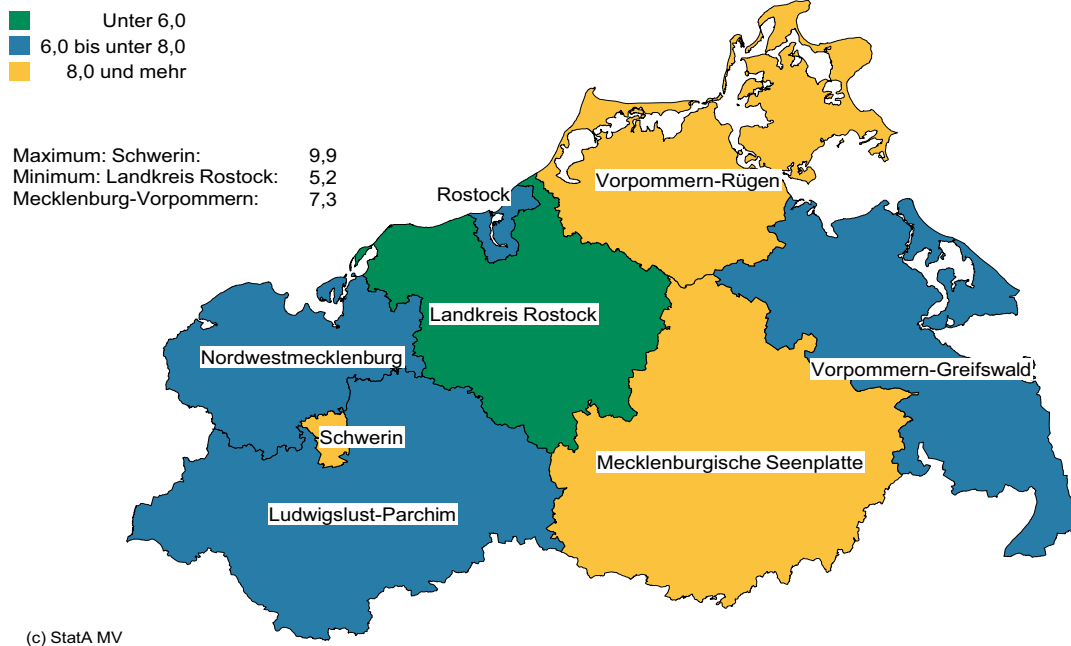 Unter 6,0
6,0 bis unter 8,0
8,0 und mehr
Maximum: Schwerin: 9,9
Minimum: Landkreis Rostock: 5,2
Mecklenburg-Vorpommern: 7,3
Rostock
Vorpommern-Rügen
Landkreis Rostock
Nordwestmecklenburg
Vorpommern-Greifswald
Schwerin
Mecklenburgische Seenplatte
Ludwigslust-Parchim
(c) StatA MV